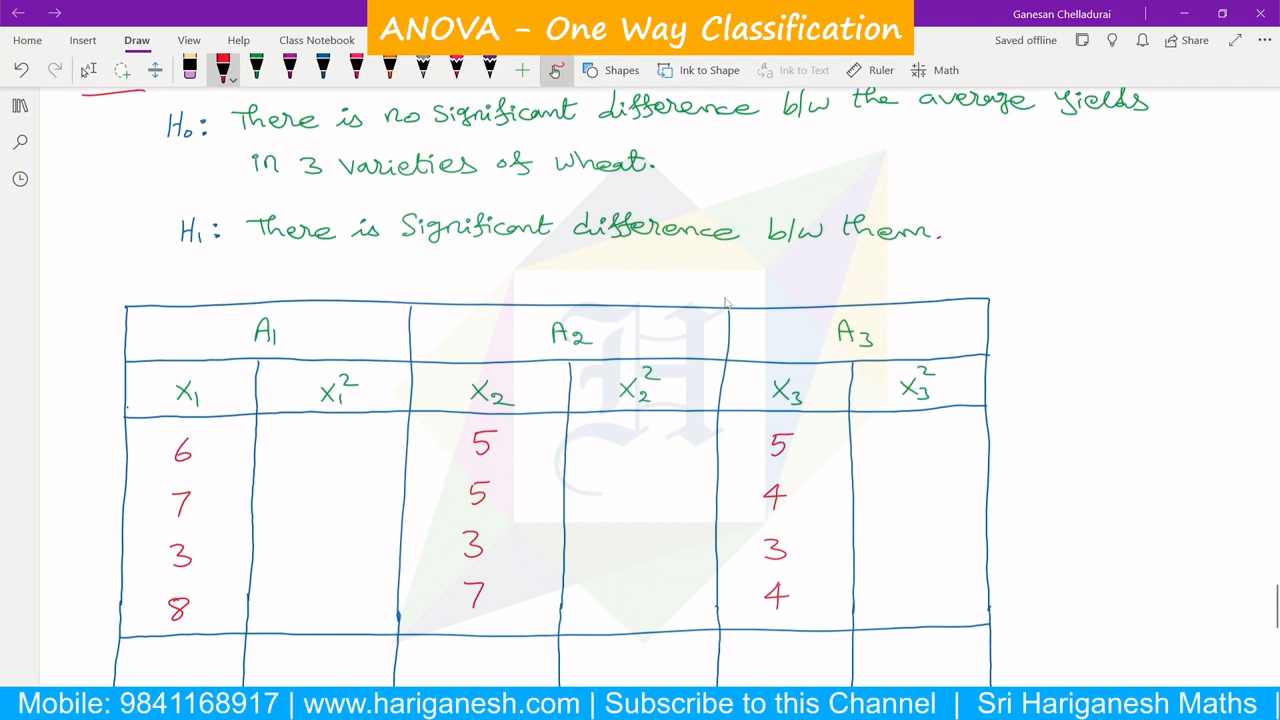 ANOVA - One Way Classification
Ganesan Chelladurai
Home Insert Draw View Help Class Notebook Saved offline Share
Shapes Ink to Shape Ink to Text Ruler Math
H₀: There is no significant difference b/w the average yields
in 3 varieties of wheat.
H₁: There is significant difference b/w them.
A₁ A₂ A₃
X₁ X₁² X₂ X₂² X₃ X₃²
6 5 5
7 5 4
3 3 3
8 7 4
Mobile: 9841168917 | www.hariganesh.com | Subscribe to this Channel | Sri Hariganesh Maths |